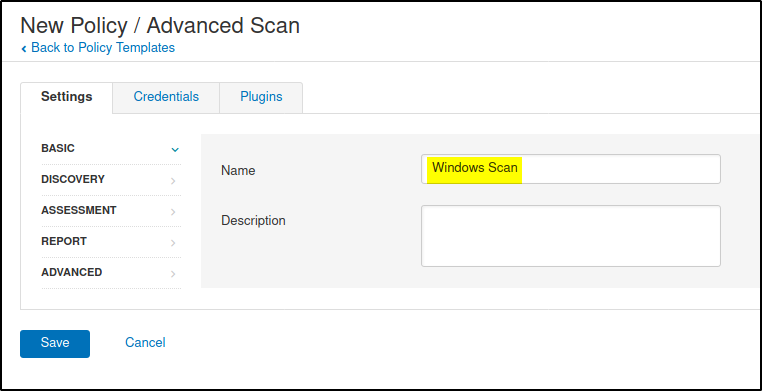 New Policy / Advanced Scan
Back to Policy Templates
Settings Credentials Plugins
BASIC
Name Windows Scan
DISCOVERY
ASSESSMENT
Description
REPORT
ADVANCED
Save Cancel